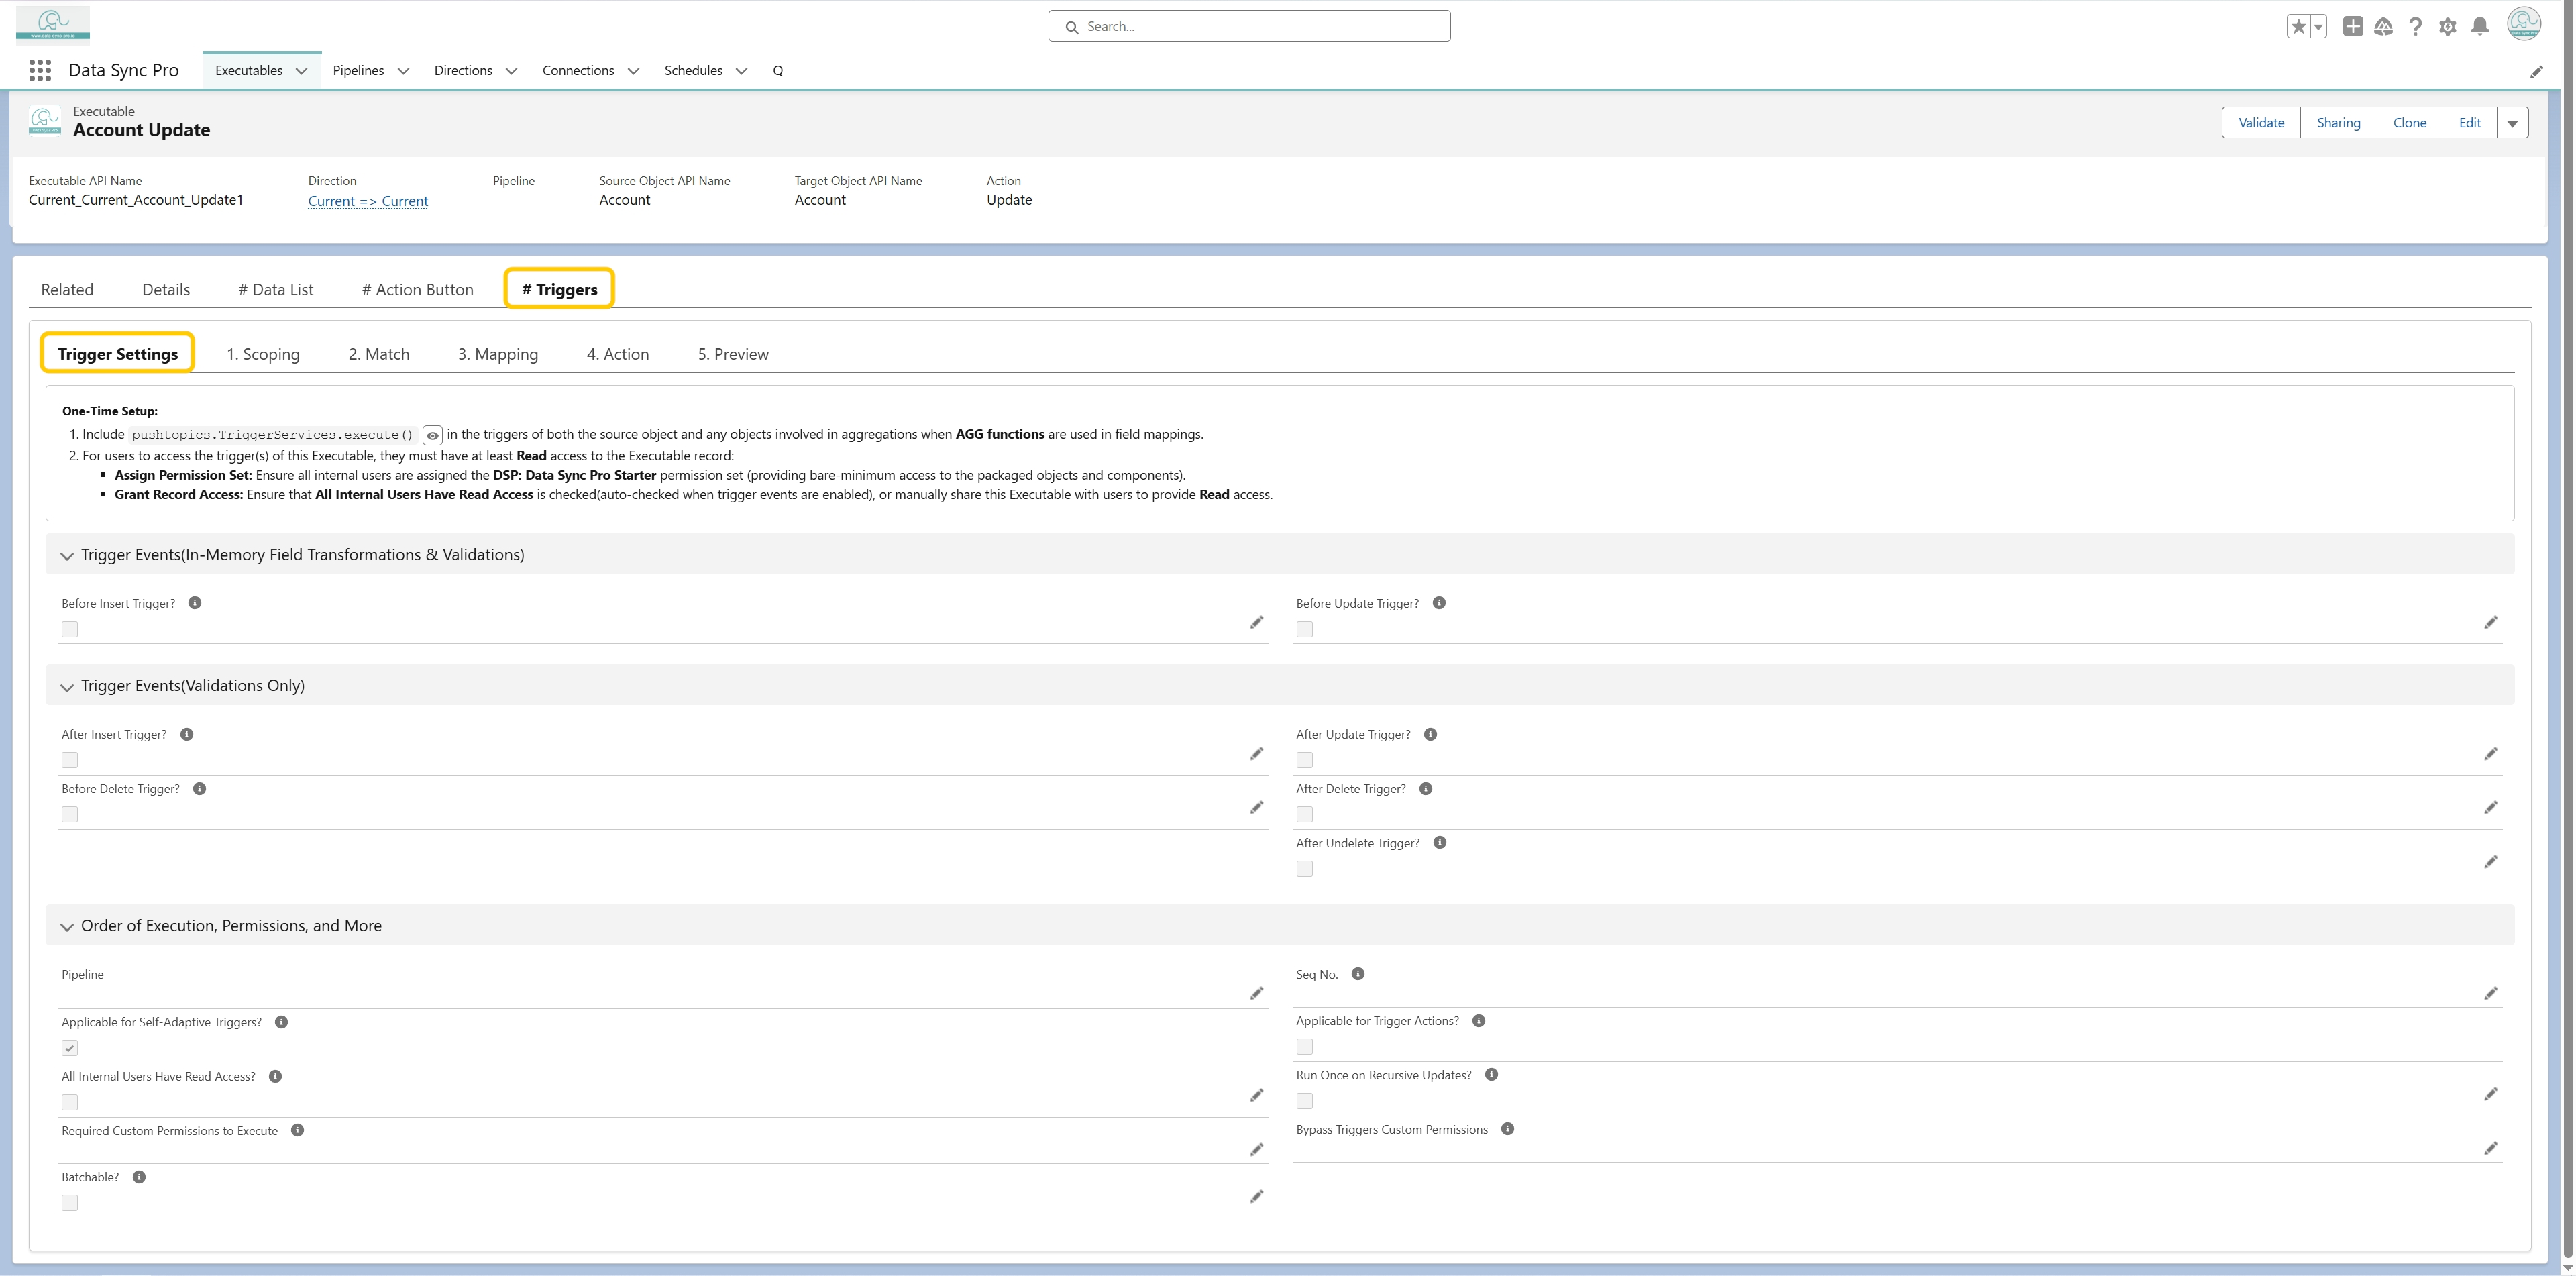 www.data-sync-pro.io
Search...
Data Sync Pro
Executables
Pipelines
Directions
Connections
Schedules
Q
Executable
Account Update
Validate
Sharing
Clone
Edit
Executable API Name
Current_Current_Account_Update1
Direction
Current => Current
Pipeline
Source Object API Name
Account
Target Object API Name
Account
Action
Update
Related
Details
# Data List
# Action Button
# Triggers
Trigger Settings
1. Scoping
2. Match
3. Mapping
4. Action
5. Preview
One-Time Setup:
1. Include pushtopics.TriggerServices.execute() in the triggers of both the source object and any objects involved in aggregations when AGG functions are used in field mappings.
2. For users to access the trigger(s) of this Executable, they must have at least Read access to the Executable record:
▪ Assign Permission Set: Ensure all internal users are assigned the DSP: Data Sync Pro Starter permission set (providing bare-minimum access to the packaged objects and components).
▪ Grant Record Access: Ensure that All Internal Users Have Read Access is checked(auto-checked when trigger events are enabled), or manually share this Executable with users to provide Read access.
Trigger Events(In-Memory Field Transformations & Validations)
Before Insert Trigger?
Before Update Trigger?
Trigger Events(Validations Only)
After Insert Trigger?
After Update Trigger?
Before Delete Trigger?
After Delete Trigger?
After Undelete Trigger?
Order of Execution, Permissions, and More
Pipeline
Seq No.
Applicable for Self-Adaptive Triggers?
Applicable for Trigger Actions?
All Internal Users Have Read Access?
Run Once on Recursive Updates?
Required Custom Permissions to Execute
Bypass Triggers Custom Permissions
Batchable?